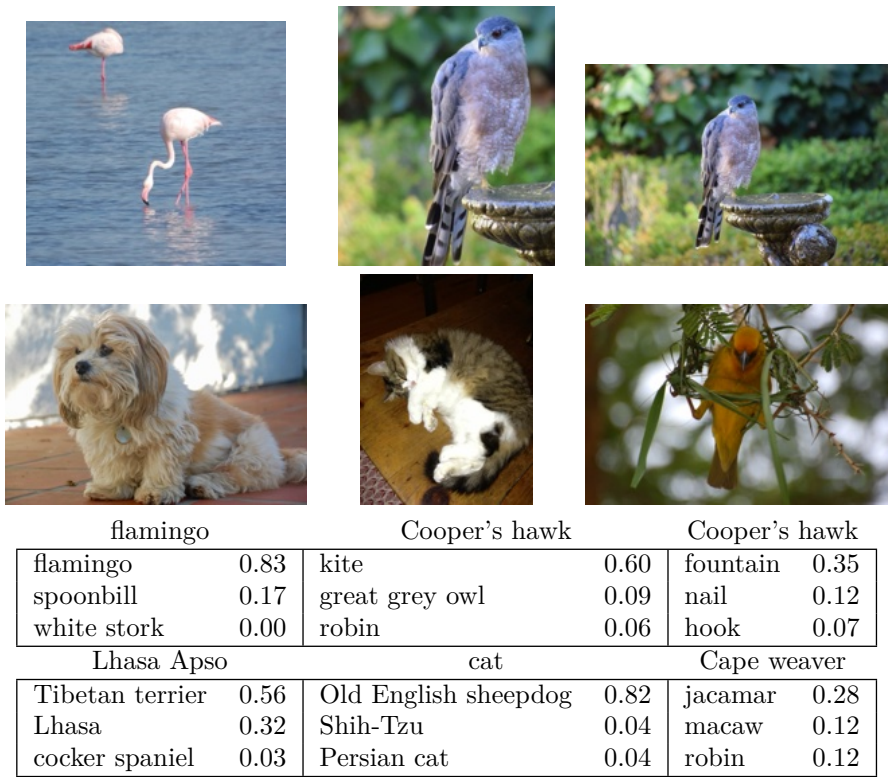 flamingo Cooper's hawk Cooper's hawk
flamingo 0.83 kite 0.60 fountain 0.35
spoonbill 0.17 great grey owl 0.09 nail 0.12
white stork 0.00 robin 0.06 hook 0.07
Lhasa Apso cat Cape weaver
Tibetan terrier 0.56 Old English sheepdog 0.82 jacamar 0.28
Lhasa 0.32 Shih-Tzu 0.04 macaw 0.12
cocker spaniel 0.03 Persian cat 0.04 robin 0.12